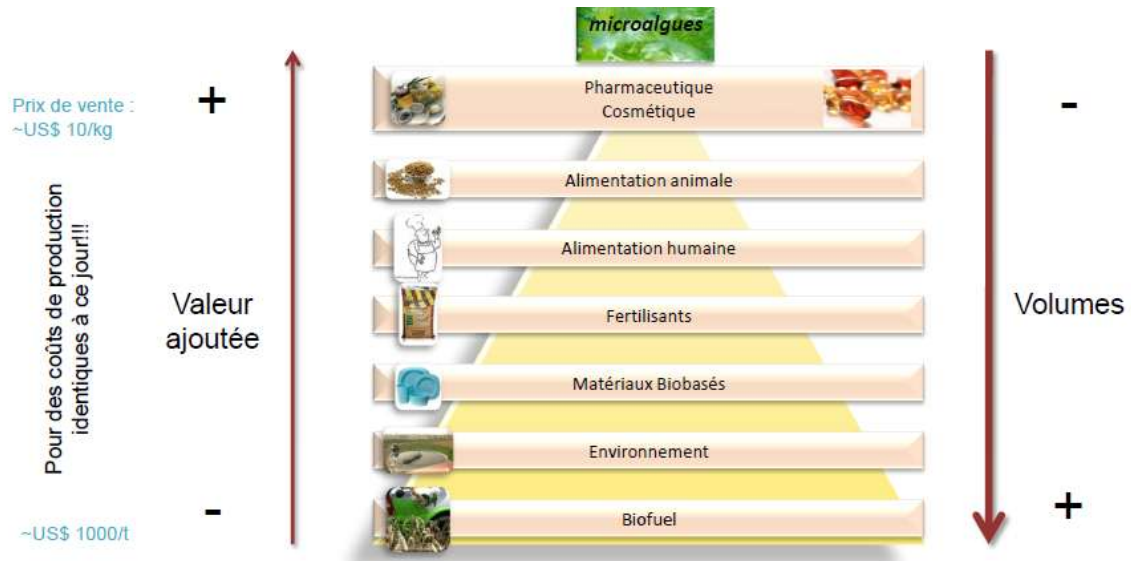 microalgues
Prix de vente :
~US$ 10/kg
+
-
Pharmaceutique
Cosmétique
Alimentation animale
Alimentation humaine
Fertilisants
Matériaux Biobasés
Environnement
Biofuel
Pour des coûts de production
identiques à ce jour!!!
Valeur
ajoutée
Volumes
~US$ 1000/t
-
+